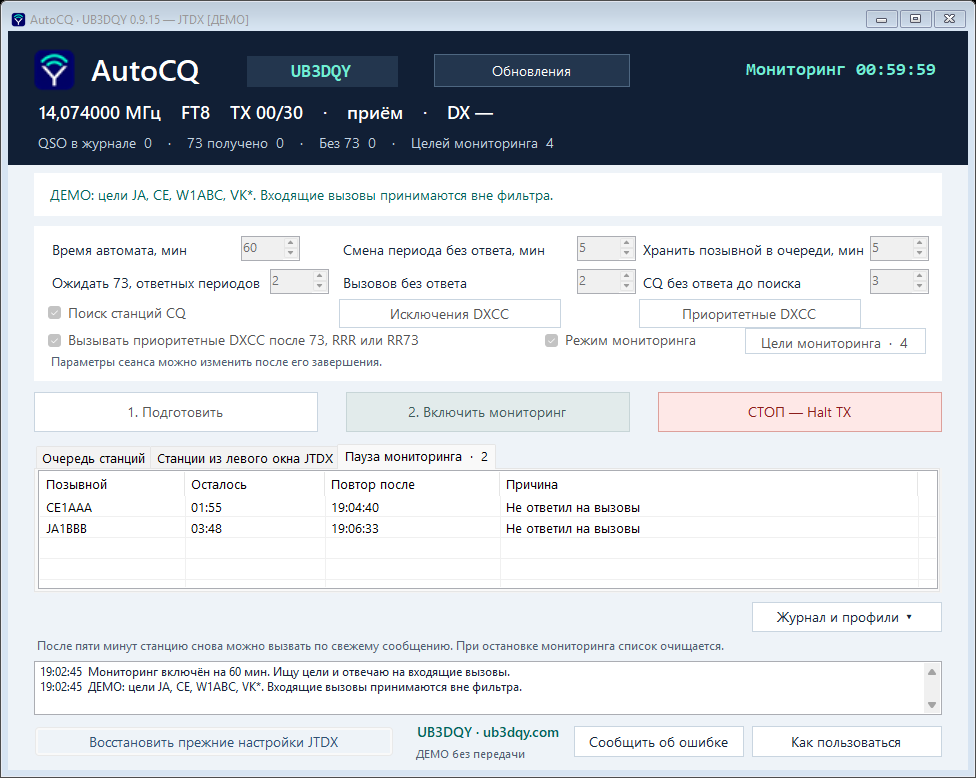 AutoCQ · UB3DQY 0.9.15 — JTDX [ДЕМО]
AutoCQ UB3DQY Обновления Мониторинг 00:59:59
14,074000 МГц FT8 TX 00/30 · приём · DX —
QSO в журнале 0 · 73 получено 0 · Без 73 0 · Целей мониторинга 4
ДЕМО: цели JA, CE, W1ABC, VK*. Входящие вызовы принимаются вне фильтра.
Время автомата, мин 60 Смена периода без ответа, мин 5 Хранить позывной в очереди, мин 5
Ожидать 73, ответных периодов 2 Вызовов без ответа 2 CQ без ответа до поиска 3
Поиск станций CQ Исключения DXCC Приоритетные DXCC
Вызывать приоритетные DXCC после 73, RRR или RR73 Режим мониторинга Цели мониторинга · 4
Параметры сеанса можно изменить после его завершения.
1. Подготовить 2. Включить мониторинг СТОП — Halt TX
Очередь станций Станции из левого окна JTDX Пауза мониторинга · 2
Позывной Осталось Повтор после Причина
CE1AAA 01:55 19:04:40 Не ответил на вызовы
JA1BBB 03:48 19:06:33 Не ответил на вызовы
Журнал и профили ▾
После пяти минут станцию снова можно вызвать по свежему сообщению. При остановке мониторинга список очищается.
19:02:45 Мониторинг включён на 60 мин. Ищу цели и отвечаю на входящие вызовы.
19:02:45 ДЕМО: цели JA, CE, W1ABC, VK*. Входящие вызовы принимаются вне фильтра.
Восстановить прежние настройки JTDX UB3DQY · ub3dqy.com Сообщить об ошибке Как пользоваться
ДЕМО без передачи